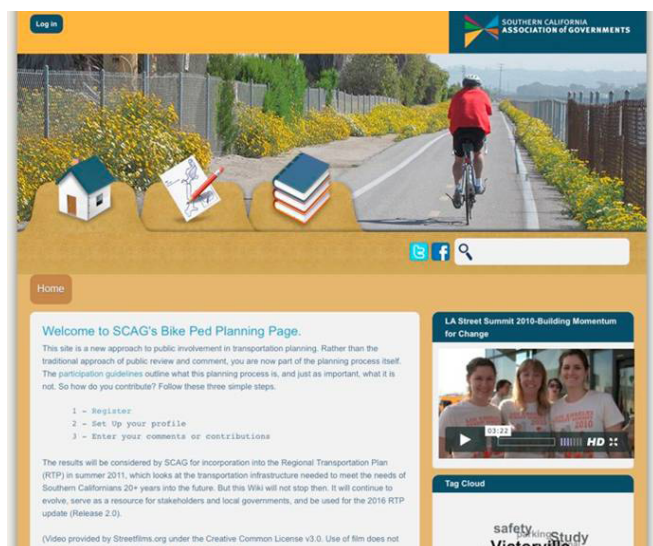 Log in
SOUTHERN CALIFORNIA
ASSOCIATION of GOVERNMENTS
Home
Welcome to SCAG's Bike Ped Planning Page.
This site is a new approach to public involvement in transportation planning. Rather than the
traditional approach of public review and comment, you are now part of the planning process itself.
The participation guidelines outline what this planning process is, and just as important, what it is
not. So how do you contribute? Follow these three simple steps.
1 – Register
2 – Set Up your profile
3 – Enter your comments or contributions
The results will be considered by SCAG for incorporation into the Regional Transportation Plan
(RTP) in summer 2011, which looks at the transportation infrastructure needed to meet the needs of
Southern Californians 20+ years into the future. But this Wiki will not stop then. It will continue to
evolve, serve as a resource for stakeholders and local governments, and be used for the 2016 RTP
update (Release 2.0).
(Video provided by Streetfilms.org under the Creative Common License v3.0. Use of film does not
LA Street Summit 2010-Building Momentum
for Change
03:22
HD
Tag Cloud
safety
parking
Study
Victorville